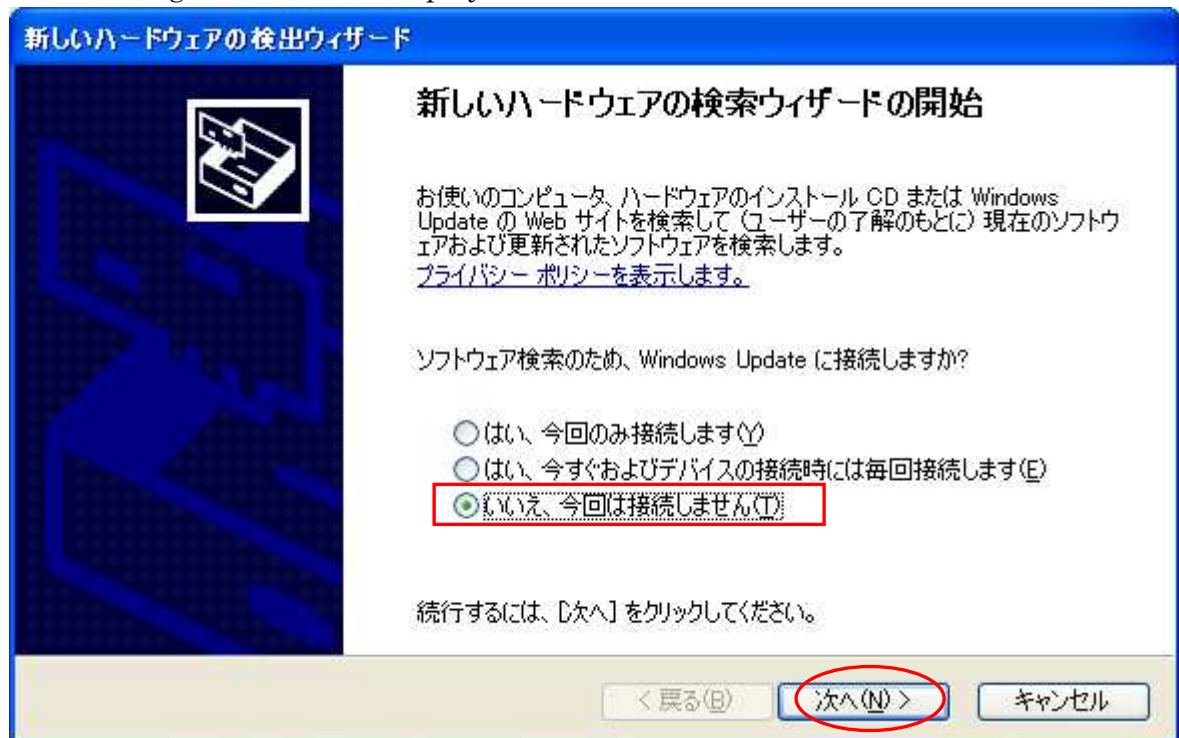 新しいハードウェアの検出ウィザード
新しいハードウェアの検索ウィザードの開始
お使いのコンピュータ、ハードウェアのインストール CD または Windows
Update の Web サイトを検索して (ユーザーの了解のもとに) 現在のソフトウ
ェアおよび更新されたソフトウェアを検索します。
プライバシー ポリシーを表示します。
ソフトウェア検索のため、Windows Update に接続しますか?
はい、今回のみ接続します(Y)
はい、今すぐおよびデバイスの接続時には毎回接続します(E)
いいえ、今回は接続しません(T)
続行するには、[次へ] をクリックしてください。
< 戻る(B) 次へ(N) > キャンセル